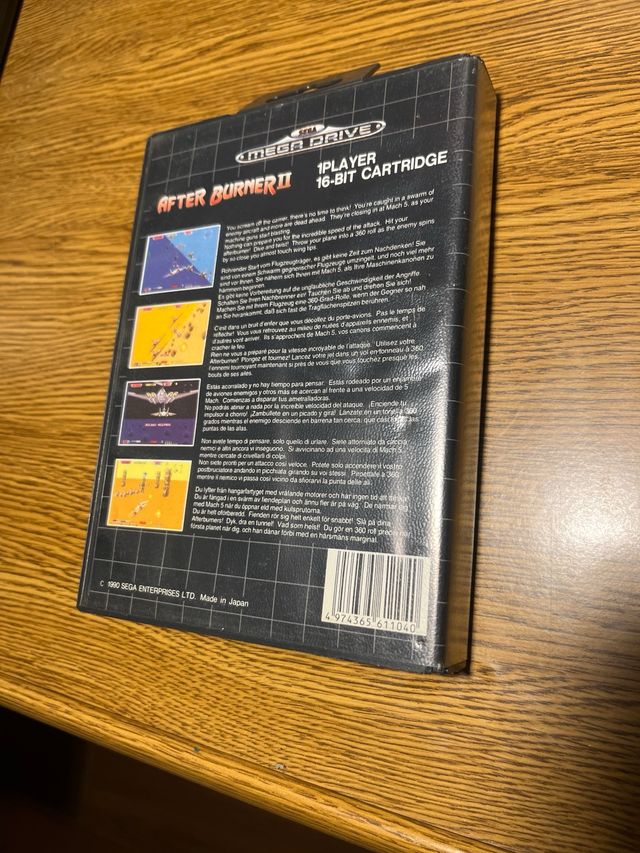 SEGA
MEGA DRIVE
1 PLAYER
16-BIT CARTRIDGE
AFTER BURNER II
You scream off the carrier, there's no time to think! You're caught in a swarm of
enemy aircraft and more are dead ahead. They're closing in at Mach 5, as your
machine guns start blasting.
Nothing can prepare you for the incredible speed of the attack. Hit your
afterburner! Dive and twist! Throw your plane into a 360 roll as the enemy spins
by so close you almost touch wing tips.
Rohrender Start vom Flugzeugträger, es gibt keine Zeit zum Nachdenken! Sie
sind von einem Schwarm gegnerischer Flugzeuge umzingelt, und noch viel mehr
sind vor Ihnen. Sie nähern sich Ihnen mit Mach 5, als Ihre Maschinenkanonen zu
hämmern beginnen.
Es gibt keine Vorbereitung auf die unglaubliche Geschwindigkeit der Angriffe.
Schalten Sie Ihren Nachbrenner ein! Tauchen Sie ab und drehen Sie sich!
Machen Sie mit Ihrem Flugzeug eine 360-Grad-Rolle, wenn der Gegner so nah
an Sie herankommt, daß sich fast die Tragflächenspitzen berühren.
C'est dans un bruit d'enfer que vous décollez du porte-avions. Pas le temps de
refléchir! Vous vous retrouvez au milieu de nuées d'appareils ennemis, et
d'autres vont arriver. Ils s'approchent de Mach 5, vos canons commencent à
cracher le feu.
Rien ne vous a préparé pour la vitesse incroyable de l'attaque. Utilisez votre
Afterburner! Plongez et tournez! Lancez votre jet dans un vol en tonneau à 360
l'ennemi tournoyant maintenant si près de vous que vous touchez presque les
bouts de ses ailes.
Estás acorralado y no hay tiempo para pensar. Estás rodeado por un enjambre
de aviones enemigos y otros más se acercan al frente a una velocidad de 5
Mach. Comienzas a disparar tus ametralladoras.
No podrás atinar a nada por la increíble velocidad del ataque. ¡Enciende tu
impulsor a chorro! ¡Zambullete en un picado y gira! Lánzate en un tonel a 360
grados mientras el enemigo desciende en barrena tan cerca, que casi tocas las
puntas de las alas.
Non avete tempo di pensare, solo quello di urlare. Siete attorniato da caccia
nemici e altri ancora vi inseguono. Si avvicinano ad una velocità di Mach 5
mentre cercate di crivellarli di colpi.
Non siete pronti per un attacco così veloce. Potete solo accendere il vostro
postbruciatore andando in picchiata girando su voi stessi. Piroettate a 360
mentre il nemico vi passa così vicino da sfiorarvi la punta delle ali.
Du lyfter från hangarfartyget med vrålande motorer och har ingen tid att tänka.
Du är fångad i en svärm av fiendeplan och ännu fler är på väg. De närmar sig
med Mach 5 när du öppnar eld med kulsprutorna.
Du är helt oförberedd. Fienden rör sig helt enkelt för snabbt! Slå på dina
Afterburners! Dyk, dra en tunnel! Vad som helst! Du gör en 360 roll precis när
första planet når dig, och han dänar förbi med en hårsmåns marginal.
© 1990 SEGA ENTERPRISES LTD. Made in Japan
4 974365 611040